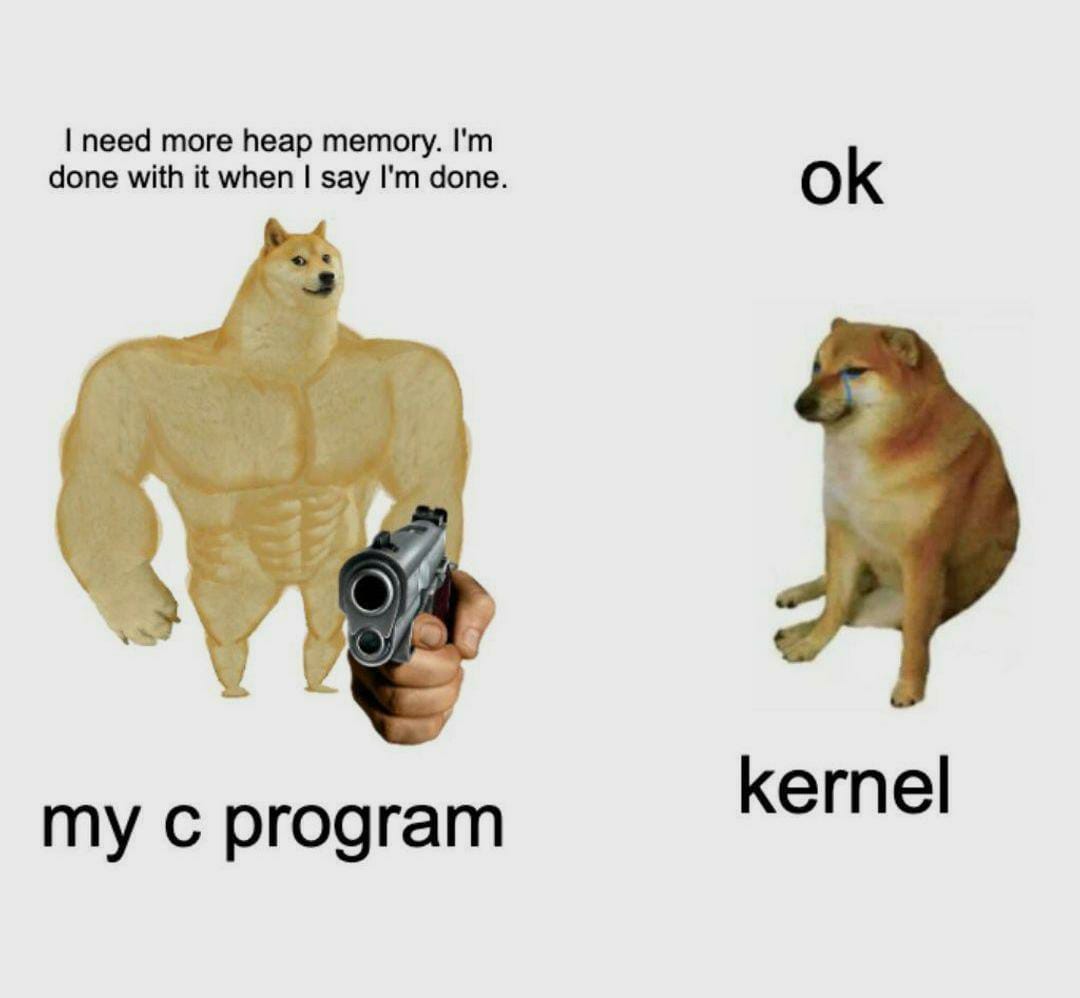 I need more heap memory. I'm
done with it when I say I'm done.
ok
my c program
kernel